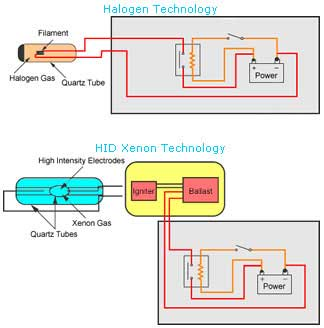 Halogen Technology
Filament
Halogen Gas
Quartz Tube
+ -
Power
HID Xenon Technology
High Intensity Electrodes
Igniter
Ballast
Xenon Gas
Quartz Tubes
+ -
Power